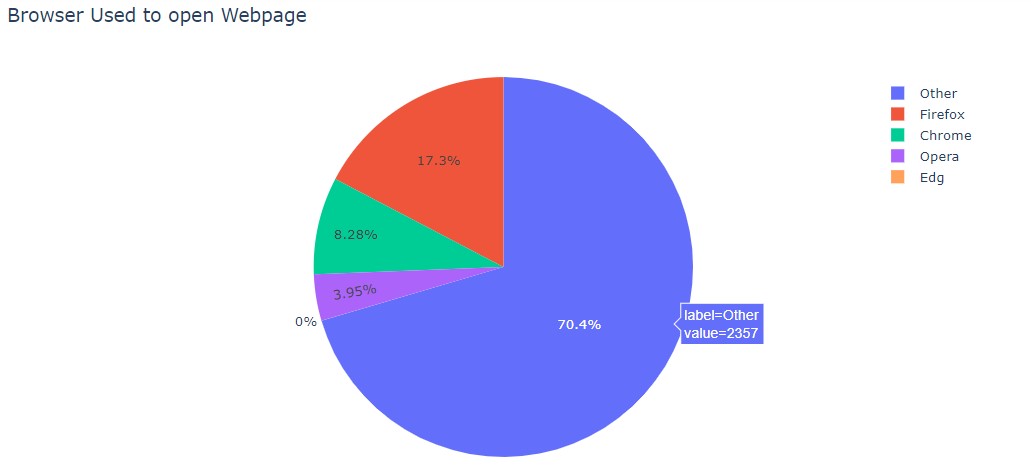 Browser Used to open Webpage
Other
Firefox
Chrome
Opera
Edg
17.3%
8.28%
3.95%
0%
70.4%
label=Other
value=2357